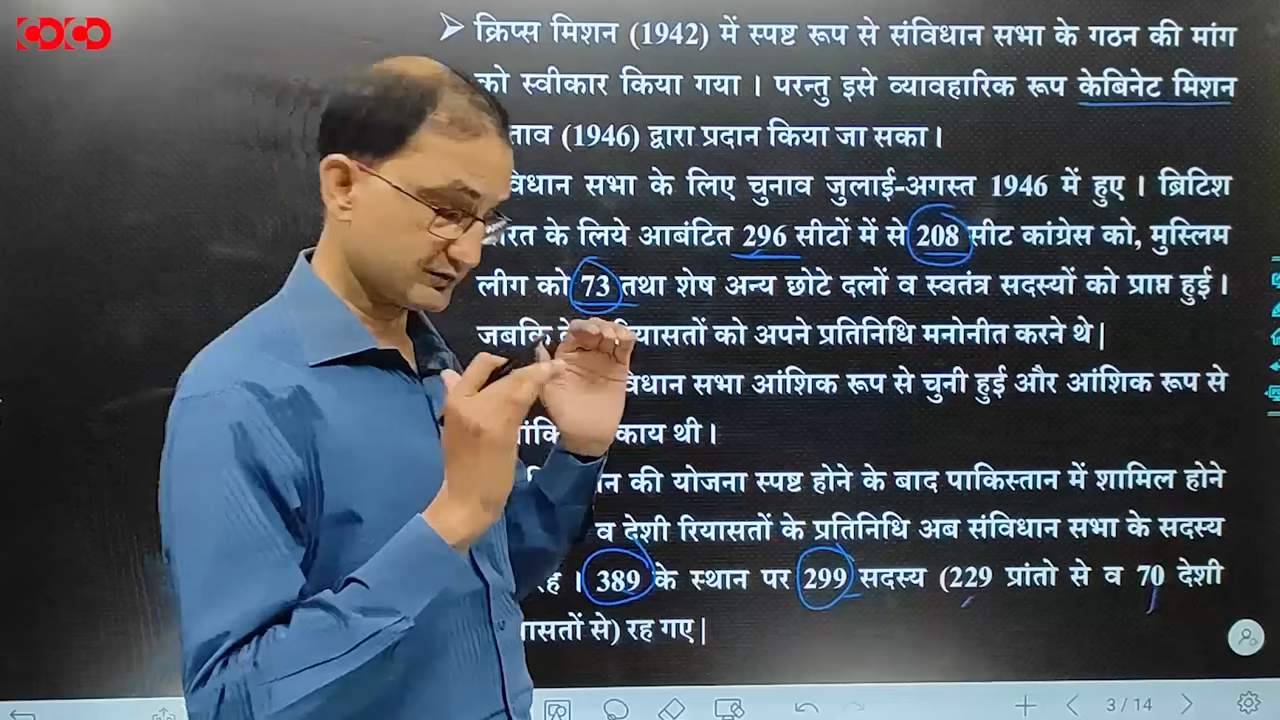 COCO
क्रिप्स मिशन (1942) में स्पष्ट रूप से संविधान सभा के गठन की मांग
को स्वीकार किया गया । परन्तु इसे व्यावहारिक रूप केबिनेट मिशन
ताव (1946) द्वारा प्रदान किया जा सका ।
विधान सभा के लिए चुनाव जुलाई-अगस्त 1946 में हुए । ब्रिटिश
रत के लिये आबंटित 296 सीटों में से 208 सीट कांग्रेस को, मुस्लिम
लीग को 73 तथा शेष अन्य छोटे दलों व स्वतंत्र सदस्यों को प्राप्त हुई ।
जबकि यासतों को अपने प्रतिनिधि मनोनीत करने थे |
विधान सभा आंशिक रूप से चुनी हुई और आंशिक रूप से
काय थी ।
न की योजना स्पष्ट होने के बाद पाकिस्तान में शामिल होने
व देशी रियासतों के प्रतिनिधि अब संविधान सभा के सदस्य
रहे । 389 के स्थान पर 299 सदस्य (229 प्रांतो से व 70 देशी
ासतों से) रह गए |
3 / 14